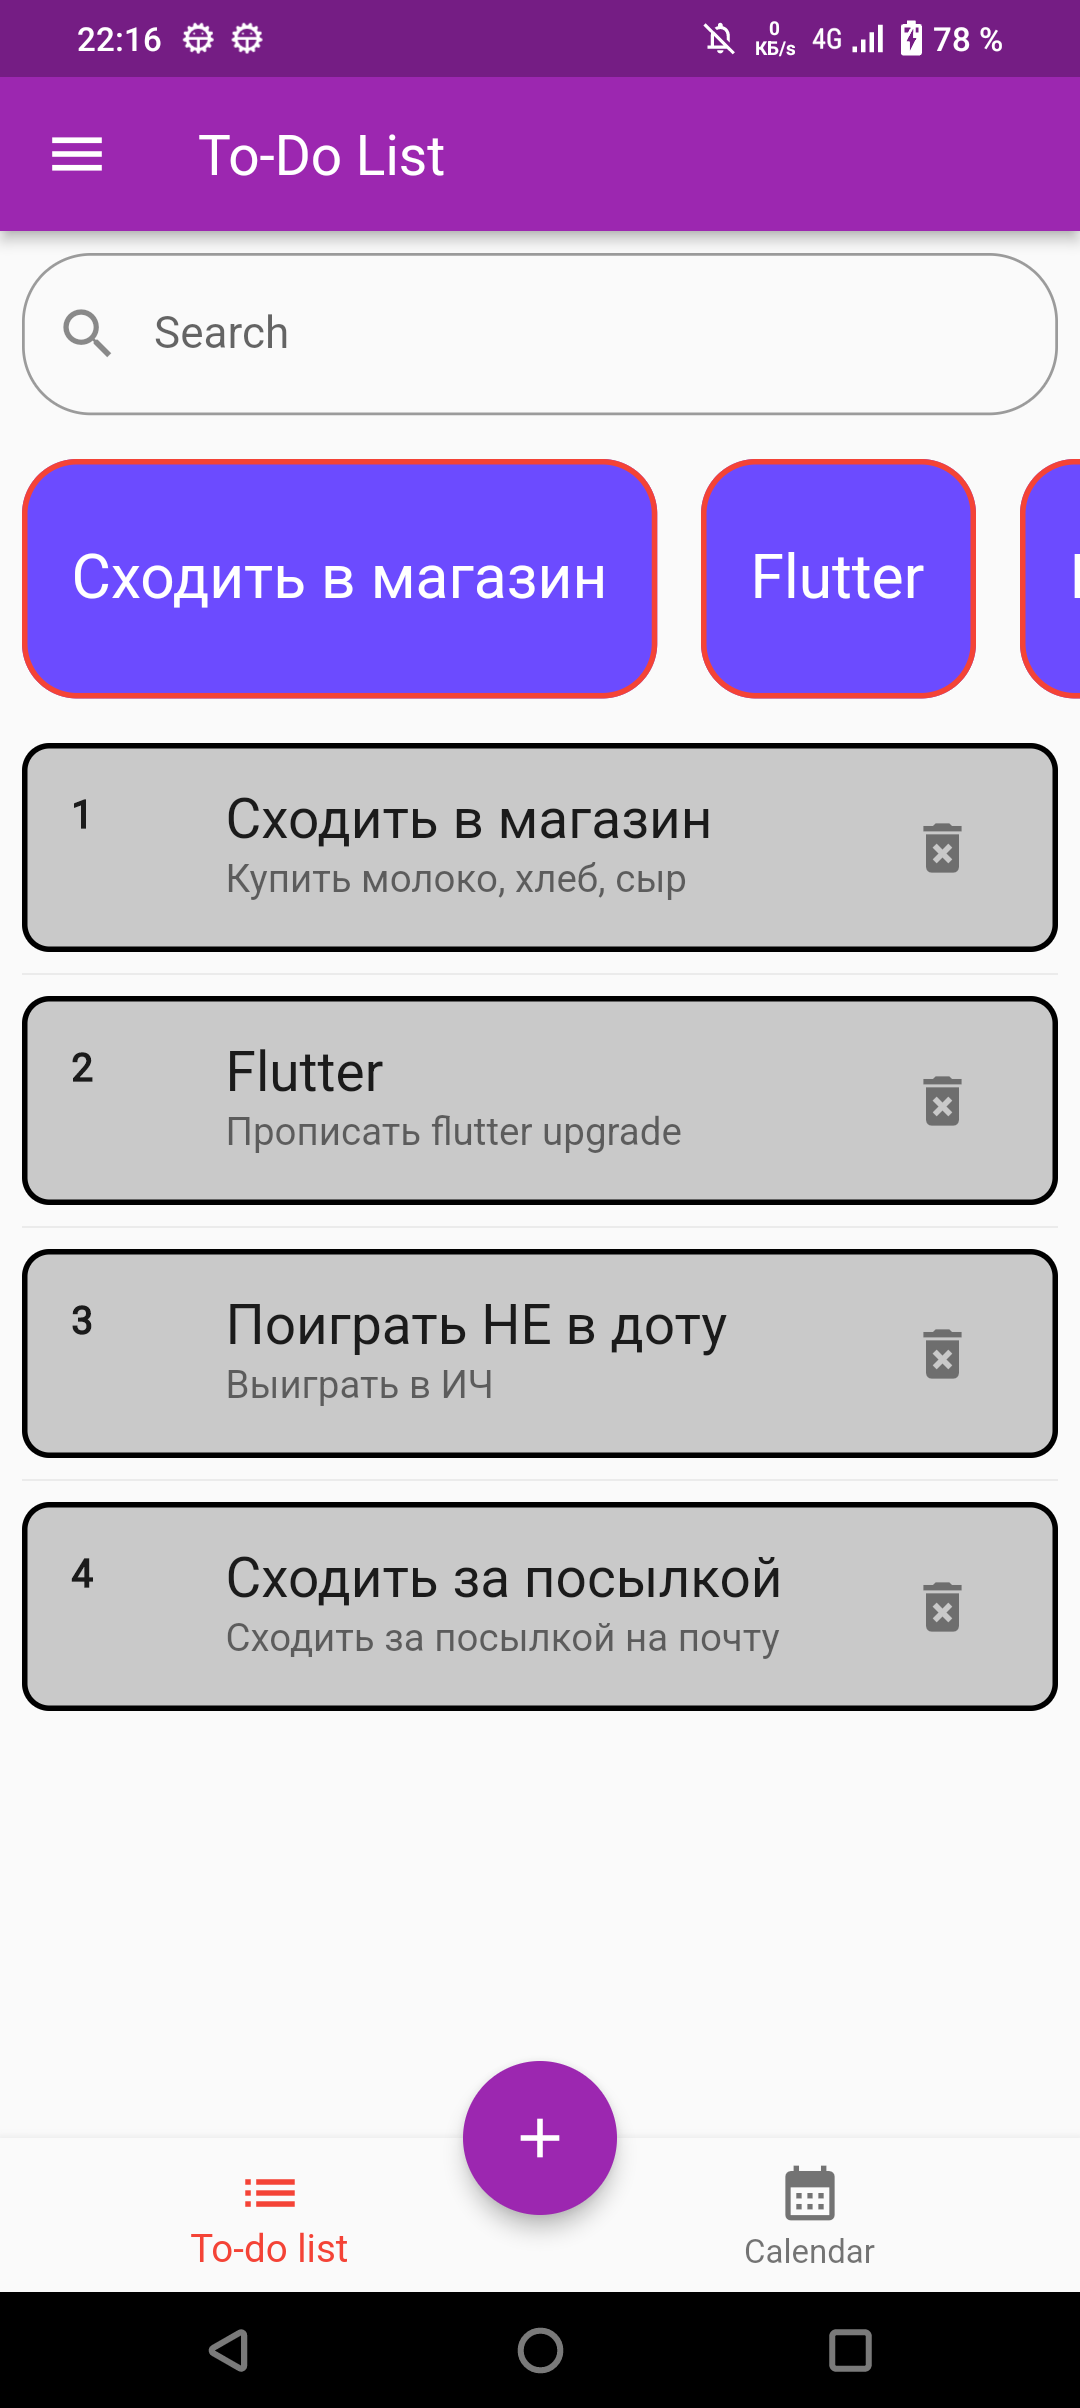 22:16
0
КБ/s
4G
78 %
To-Do List
Search
Сходить в магазин
Flutter
1
Сходить в магазин
Купить молоко, хлеб, сыр
2
Flutter
Прописать flutter upgrade
3
Поиграть НЕ в доту
Выиграть в ИЧ
4
Сходить за посылкой
Сходить за посылкой на почту
To-do list
Calendar